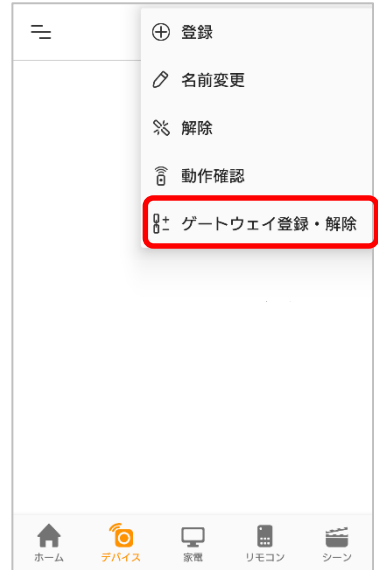 登録
名前変更
解除
動作確認
ゲートウェイ登録・解除
ホーム
デバイス
家電
リモコン
シーン